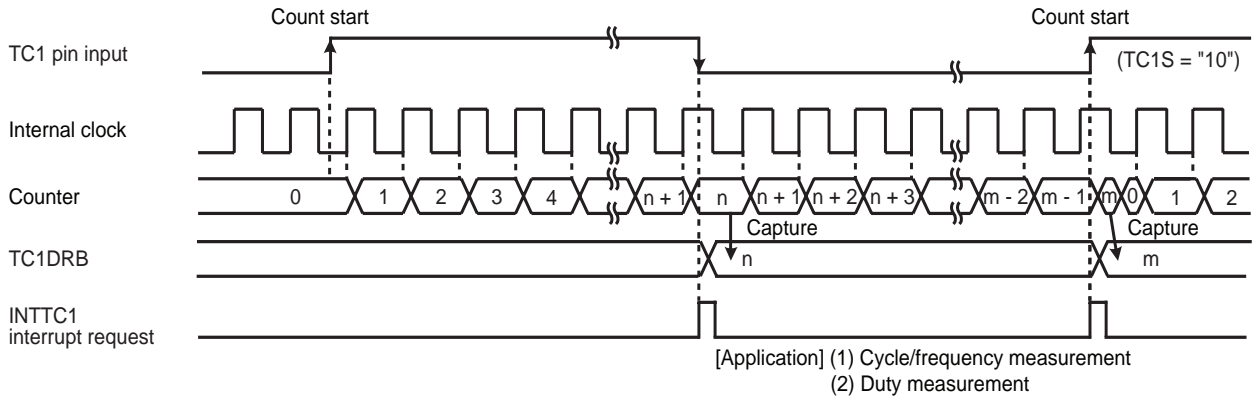 Count start Count start
TC1 pin input
(TC1S = "10")
Internal clock
Counter 0 1 2 3 4 n + 1 n n + 1 n + 2 n + 3 m - 2 m - 1 m 0 1 2
Capture Capture
TC1DRB n m
INTTC1
interrupt request
[Application] (1) Cycle/frequency measurement
(2) Duty measurement